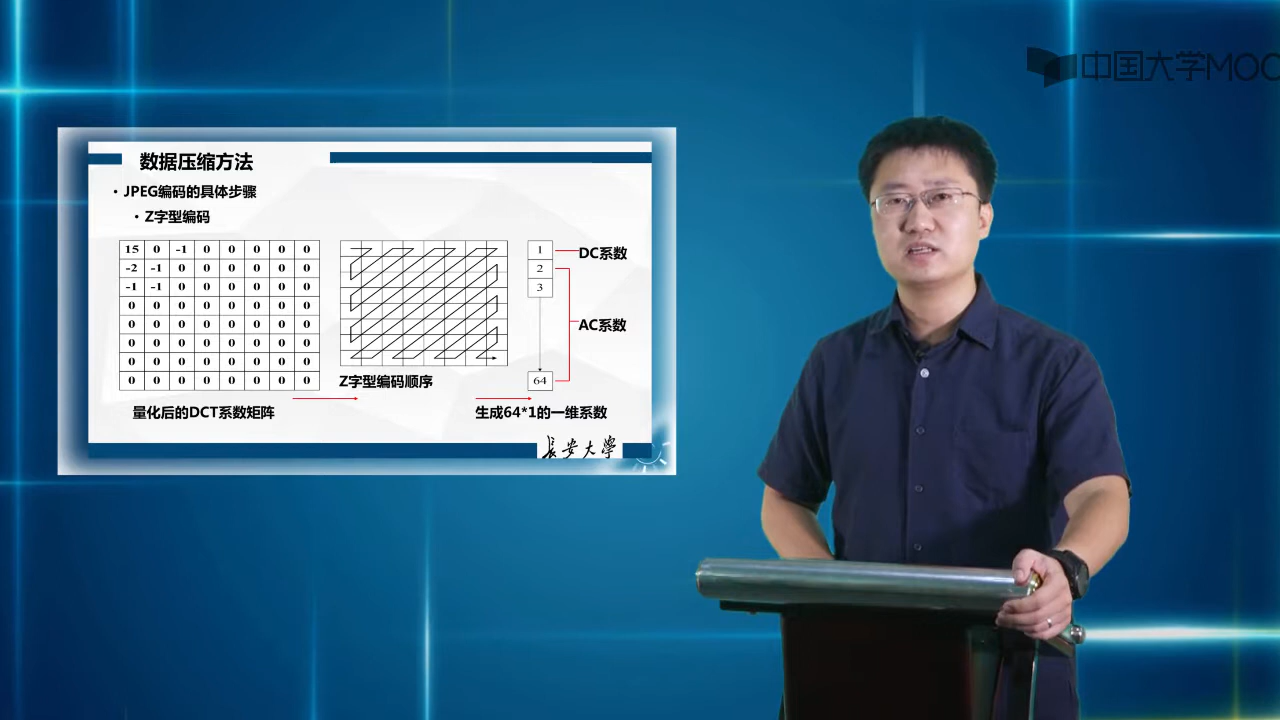 中国大学MOC
数据压缩方法
• JPEG编码的具体步骤
• Z字型编码
15 0 -1 0 0 0 0 0
-2 -1 0 0 0 0 0 0
-1 -1 0 0 0 0 0 0
0 0 0 0 0 0 0 0
0 0 0 0 0 0 0 0
0 0 0 0 0 0 0 0
0 0 0 0 0 0 0 0
0 0 0 0 0 0 0 0
1
2
3
64
DC系数
AC系数
Z字型编码顺序
量化后的DCT系数矩阵
生成64*1的一维系数
长安大学